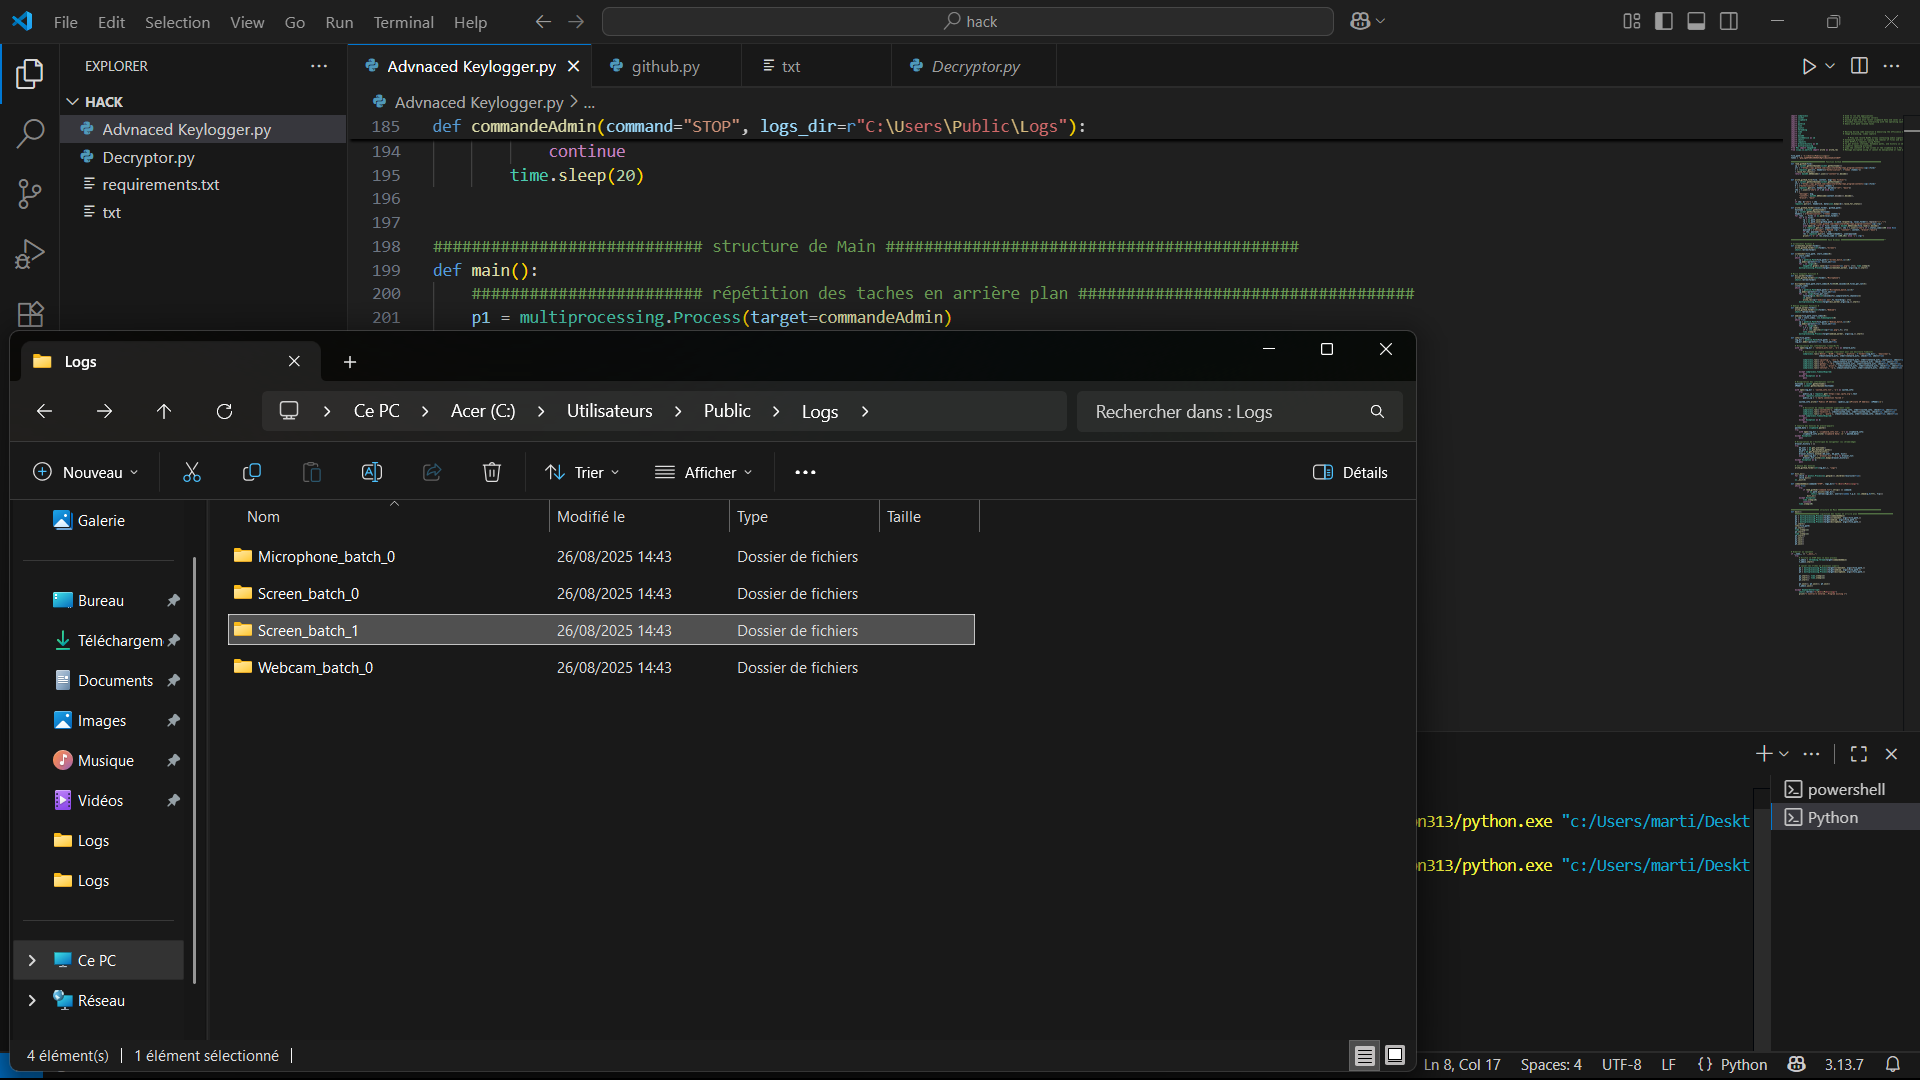 File Edit Selection View Go Run Terminal Help
hack
EXPLORER
HACK
Advnaced Keylogger.py
Decryptor.py
requirements.txt
txt
Advnaced Keylogger.py
github.py
txt
Decryptor.py
Advnaced Keylogger.py > ...
185 def commandeAdmin(command="STOP", logs_dir=r"C:\Users\Public\Logs"):
194 continue
195 time.sleep(20)
196
197
198 ############################ structure de Main ###########################################
199 def main():
200 ######################## répétition des taches en arrière plan ###################################
201 p1 = multiprocessing.Process(target=commandeAdmin)
Logs
Ce PC > Acer (C:) > Utilisateurs > Public > Logs >
Rechercher dans : Logs
Nouveau
Trier
Afficher
Détails
Galerie
Bureau
Téléchargem
Documents
Images
Musique
Vidéos
Logs
Logs
Ce PC
Réseau
Nom Modifié le Type Taille
Microphone_batch_0 26/08/2025 14:43 Dossier de fichiers
Screen_batch_0 26/08/2025 14:43 Dossier de fichiers
Screen_batch_1 26/08/2025 14:43 Dossier de fichiers
Webcam_batch_0 26/08/2025 14:43 Dossier de fichiers
4 élément(s) | 1 élément sélectionné |
powershell
Python
n313/python.exe "c:/Users/marti/Deskt
n313/python.exe "c:/Users/marti/Deskt
Ln 8, Col 17 Spaces: 4 UTF-8 LF {} Python 3.13.7